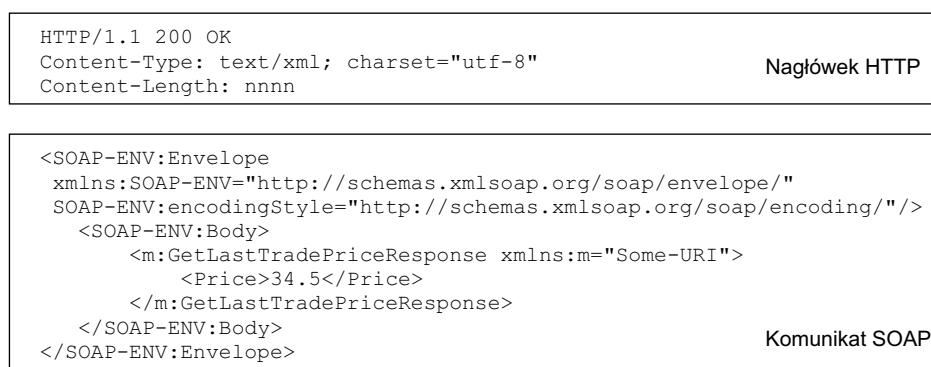 HTTP/1.1 200 OK
Content-Type: text/xml; charset="utf-8"
Content-Length: nnnn
Nagłówek HTTP
<SOAP-ENV:Envelope
xmlns:SOAP-ENV="http://schemas.xmlsoap.org/soap/envelope/"
SOAP-ENV:encodingStyle="http://schemas.xmlsoap.org/soap/encoding/"/>
<SOAP-ENV:Body>
<m:GetLastTradePriceResponse xmlns:m="Some-URI">
<Price>34.5</Price>
</m:GetLastTradePriceResponse>
</SOAP-ENV:Body>
</SOAP-ENV:Envelope>
Komunikat SOAP